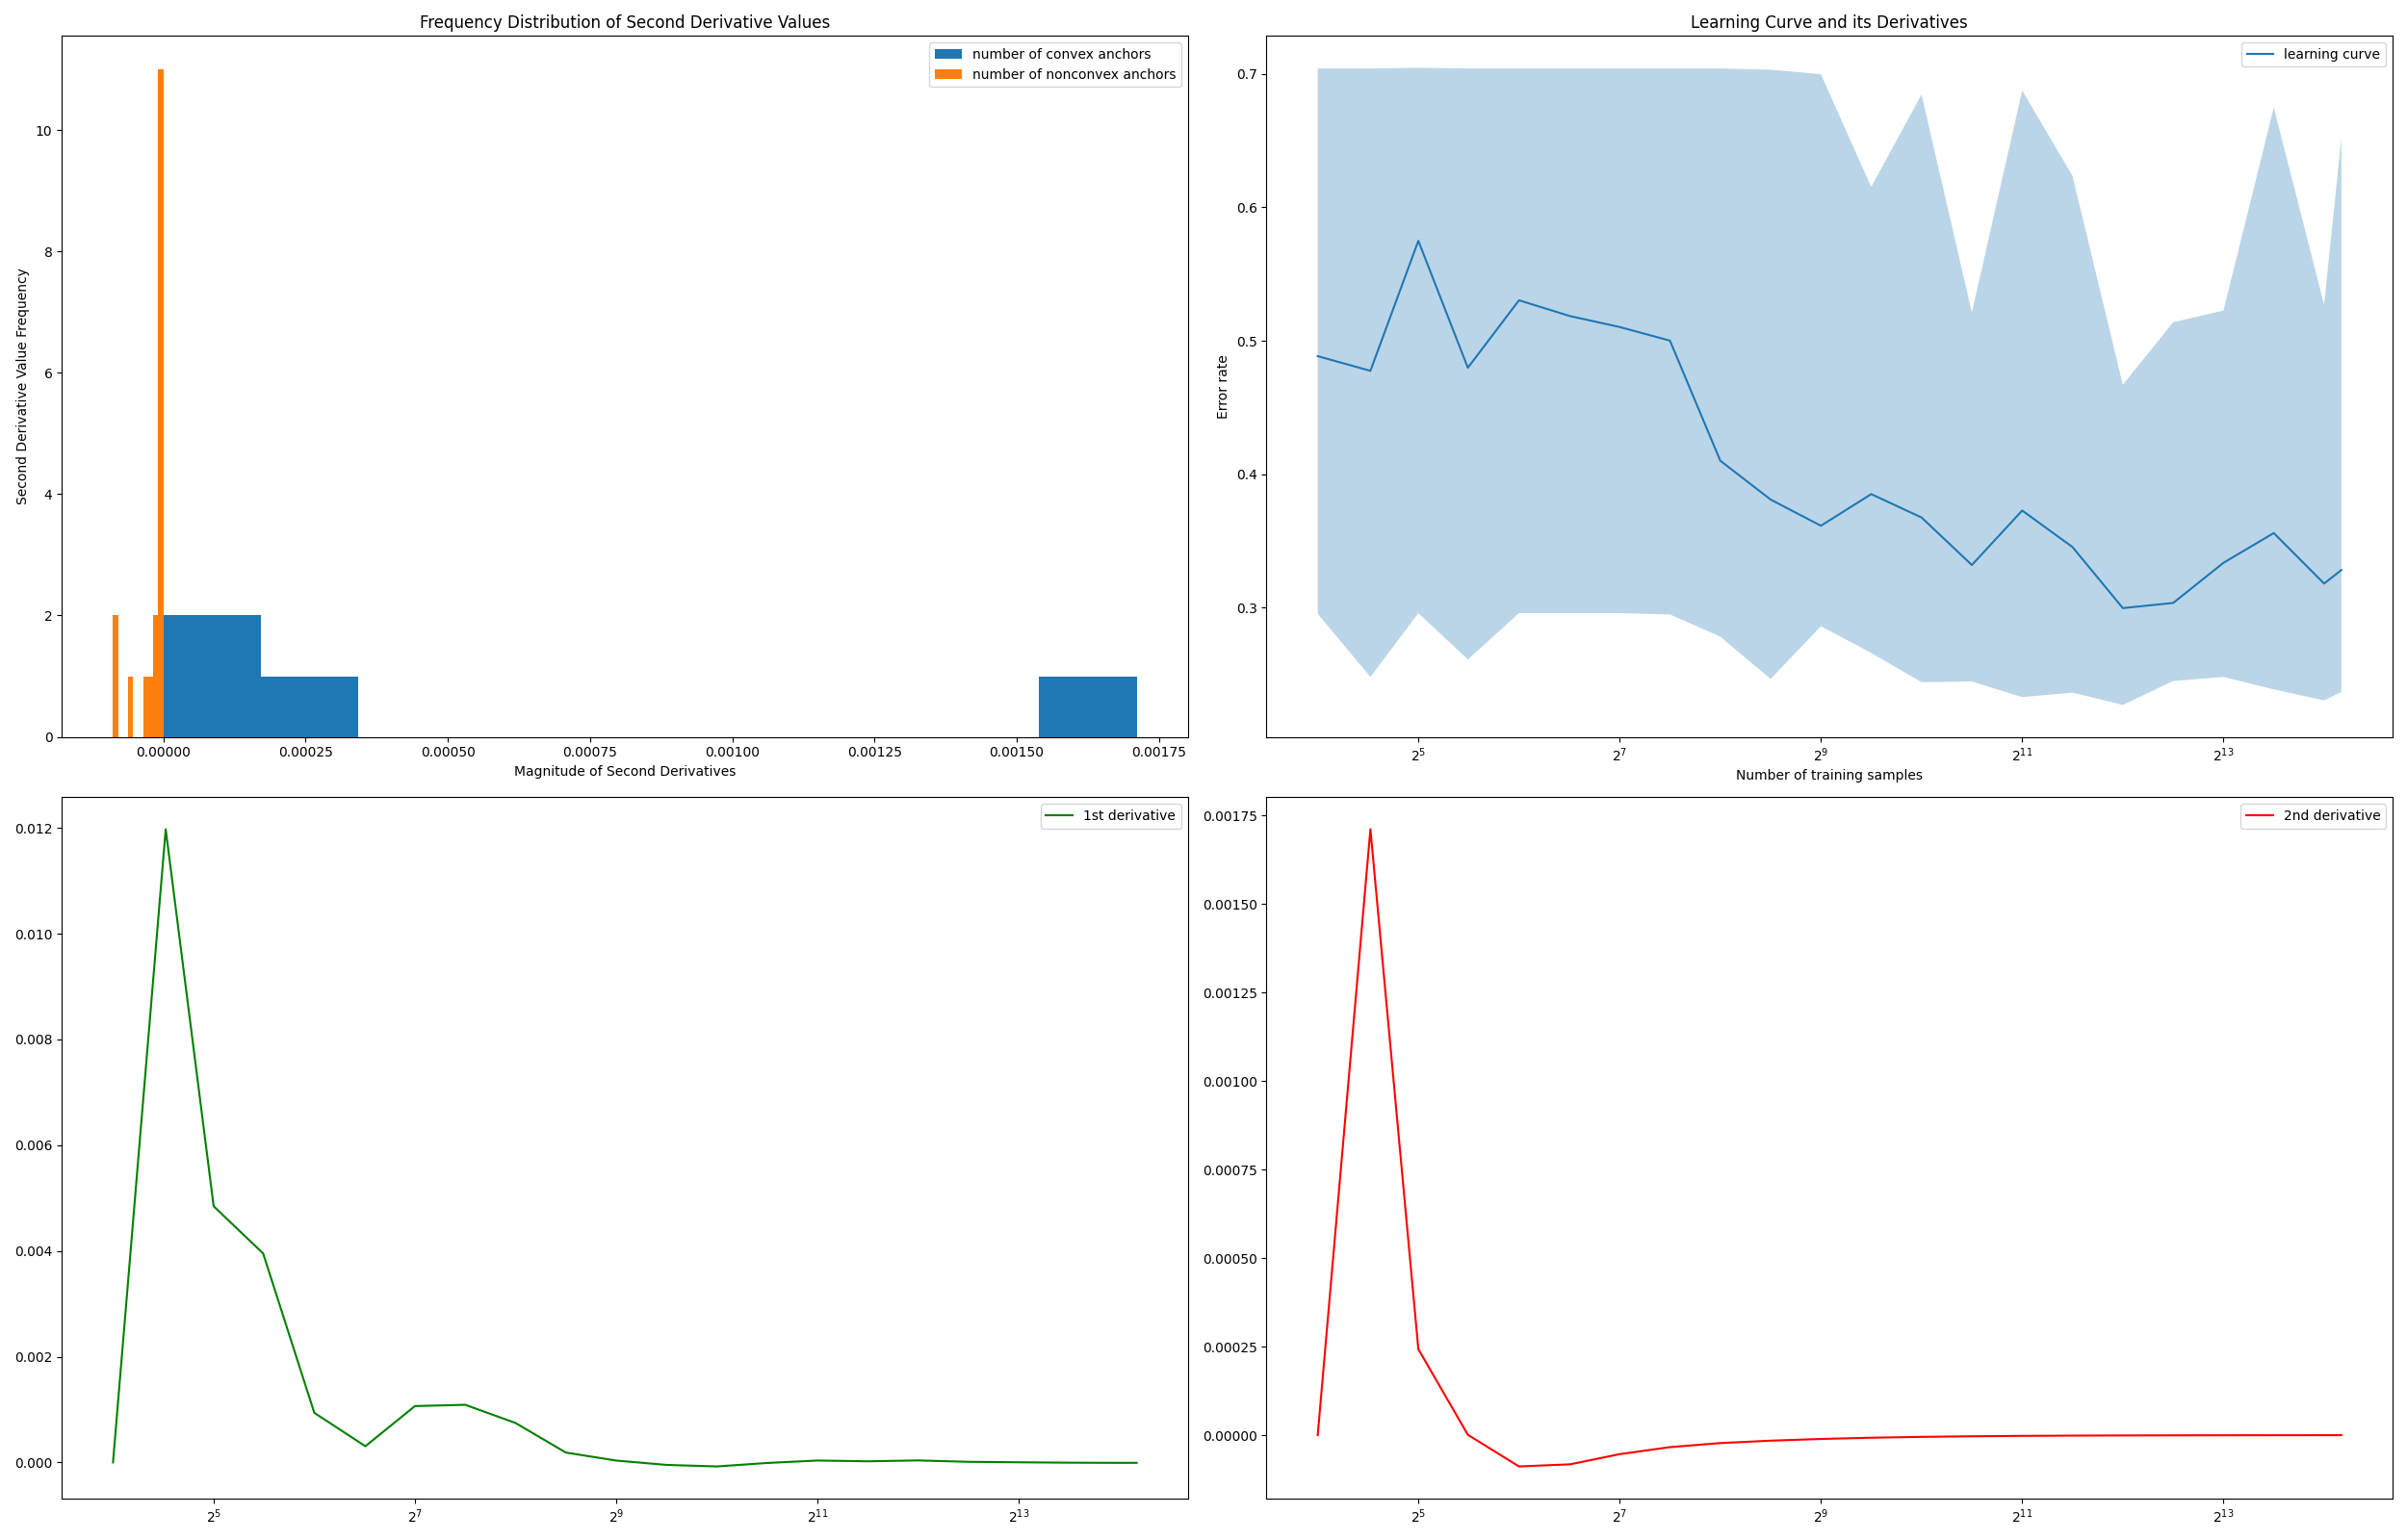 Frequency Distribution of Second Derivative Values
number of convex anchors
number of nonconvex anchors
Second Derivative Value Frequency
10
8
6
4
2
0
0.00000 0.00025 0.00050 0.00075 0.00100 0.00125 0.00150 0.00175
Magnitude of Second Derivatives
Learning Curve and its Derivatives
learning curve
Error rate
0.7
0.6
0.5
0.4
0.3
2^5 2^7 2^9 2^11 2^13
Number of training samples
1st derivative
0.012
0.010
0.008
0.006
0.004
0.002
0.000
2^5 2^7 2^9 2^11 2^13
2nd derivative
0.00175
0.00150
0.00125
0.00100
0.00075
0.00050
0.00025
0.00000
2^5 2^7 2^9 2^11 2^13